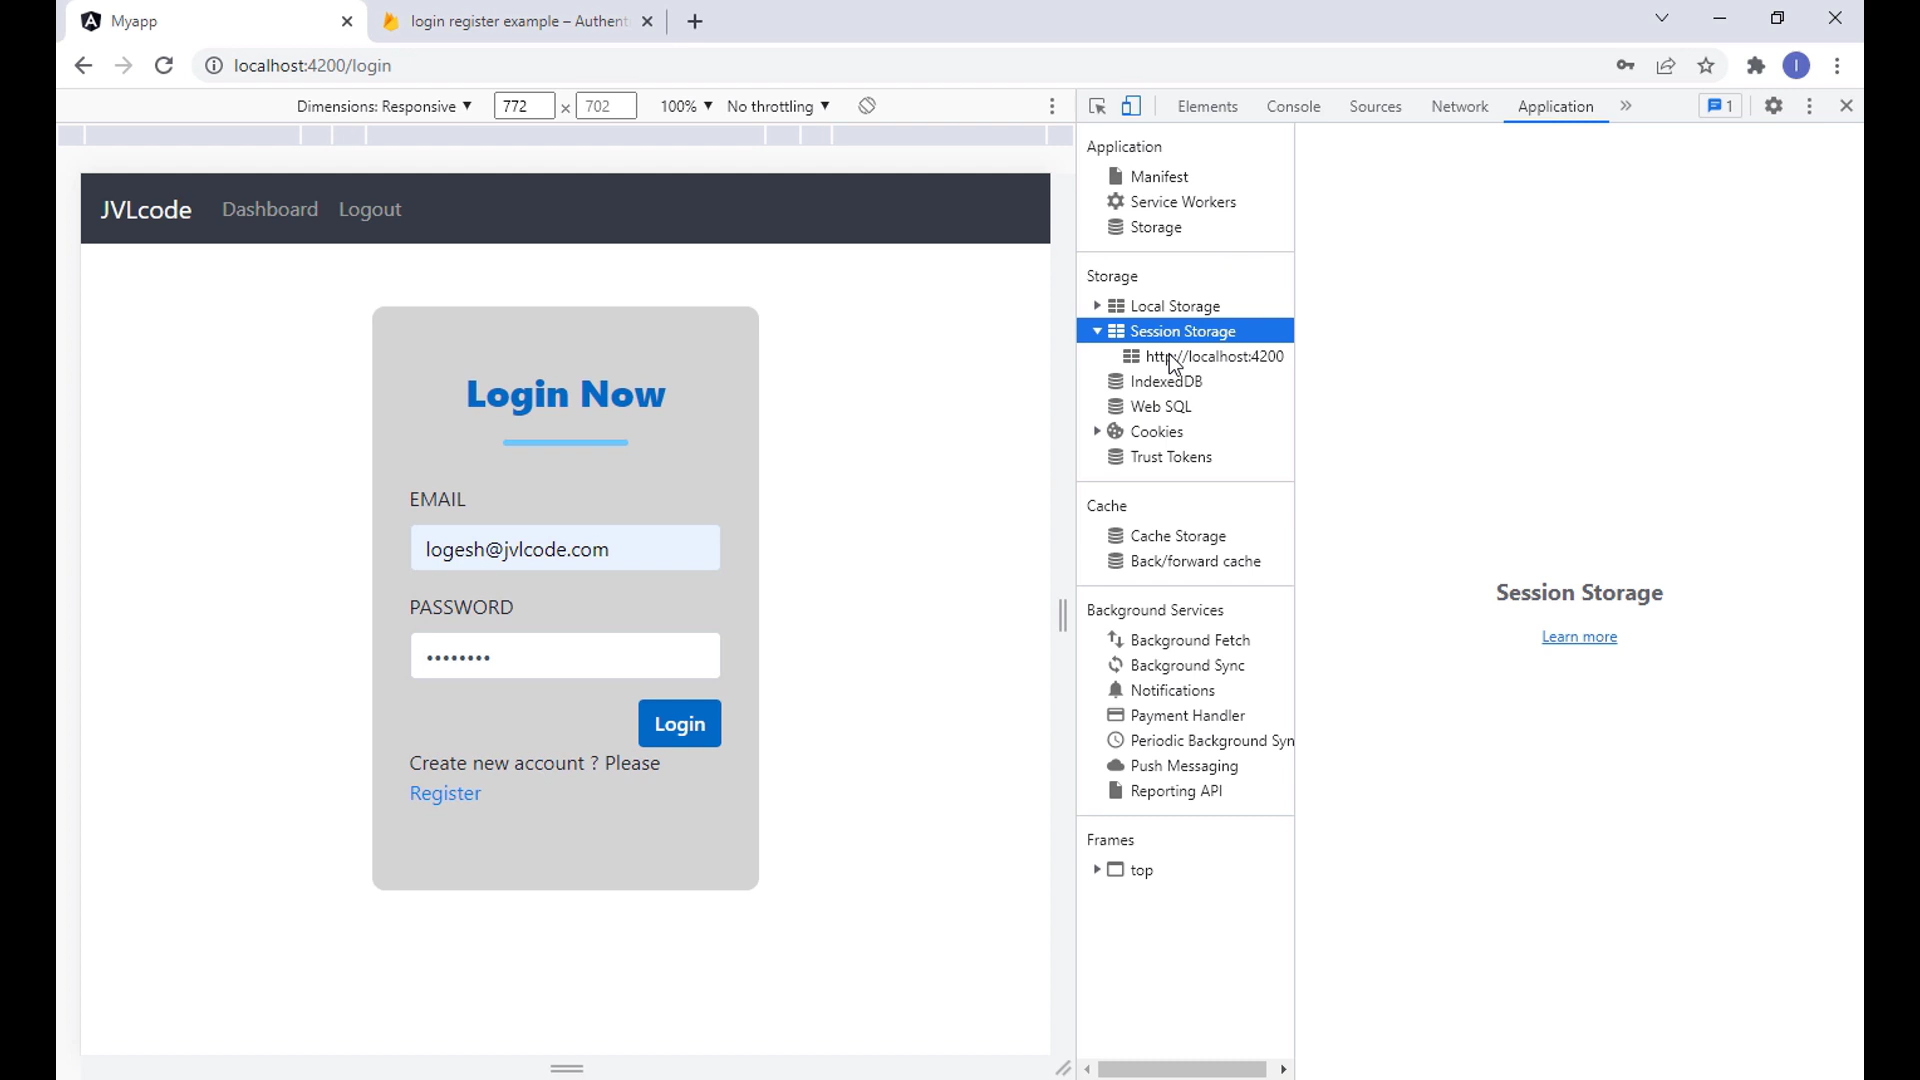 Myapp
login register example – Authent
localhost:4200/login
I
Dimensions: Responsive
772 x 702
100%
No throttling
Elements
Console
Sources
Network
Application
1
JVLcode
Dashboard
Logout
Login Now
EMAIL
logesh@jvlcode.com
PASSWORD
••••••••
Login
Create new account ? Please
Register
Application
Manifest
Service Workers
Storage
Storage
Local Storage
Session Storage
http://localhost:4200
IndexedDB
Web SQL
Cookies
Trust Tokens
Cache
Cache Storage
Back/forward cache
Background Services
Background Fetch
Background Sync
Notifications
Payment Handler
Periodic Background Syn
Push Messaging
Reporting API
Frames
top
Session Storage
Learn more